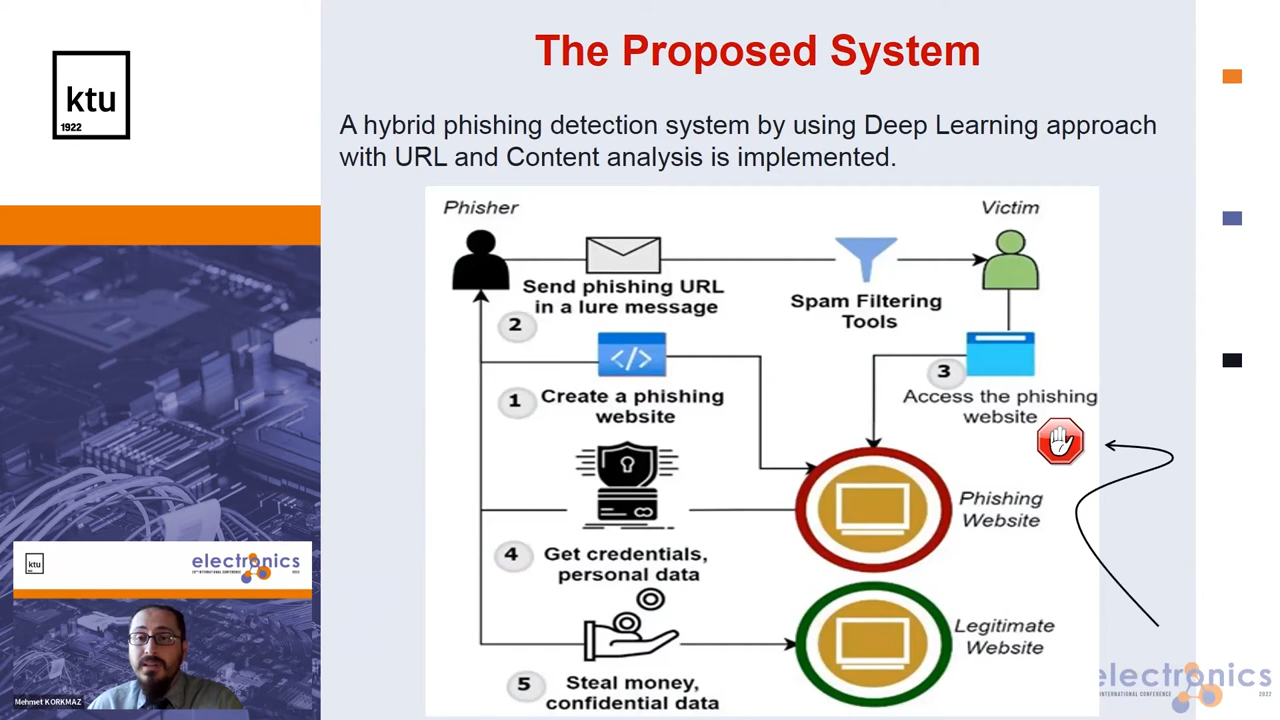 The Proposed System
ktu
1922
A hybrid phishing detection system by using Deep Learning approach
with URL and Content analysis is implemented.
Phisher
Victim
Send phishing URL
in a lure message
Spam Filtering
Tools
2
3
1
Create a phishing
website
Access the phishing
website
Phishing
Website
4
Get credentials,
personal data
Legitimate
Website
5
Steal money,
confidential data
ktu
electronics
Mehmet KORKMAZ
electronics
INTERNATIONAL CONFERENCE
2022